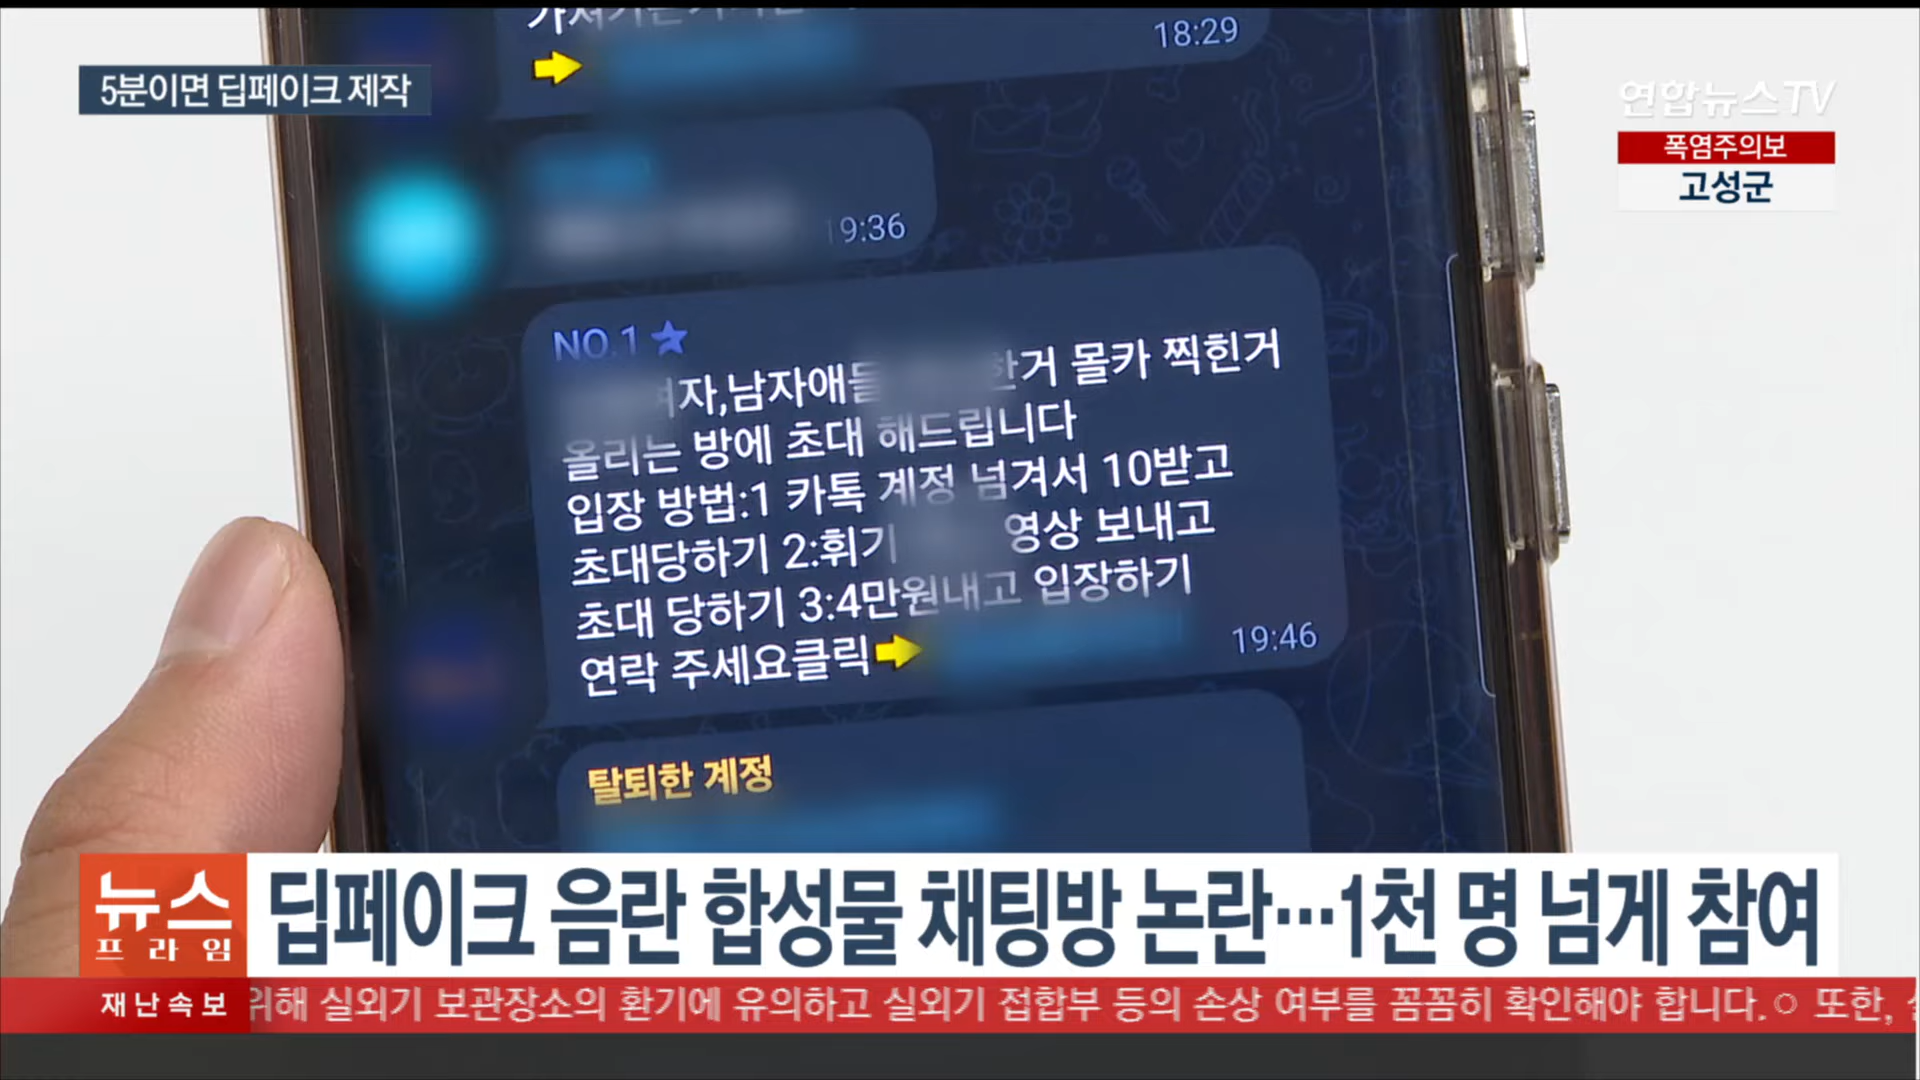 18:29
5분이면 딥페이크 제작
연합뉴스TV
폭염주의보
고성군
19:36
NO.1
자,남자애들 한거 몰카 찍힌거
올리는 방에 초대 해드립니다
입장 방법:1 카톡 계정 넘겨서 10받고
초대당하기 2:휘기 영상 보내고
초대 당하기 3:4만원내고 입장하기
연락 주세요클릭
19:46
탈퇴한 계정
뉴스
프라임
딥페이크 음란 합성물 채팅방 논란…1천 명 넘게 참여
재난속보
위해 실외기 보관장소의 환기에 유의하고 실외기 접합부 등의 손상 여부를 꼼꼼히 확인해야 합니다.○ 또한,